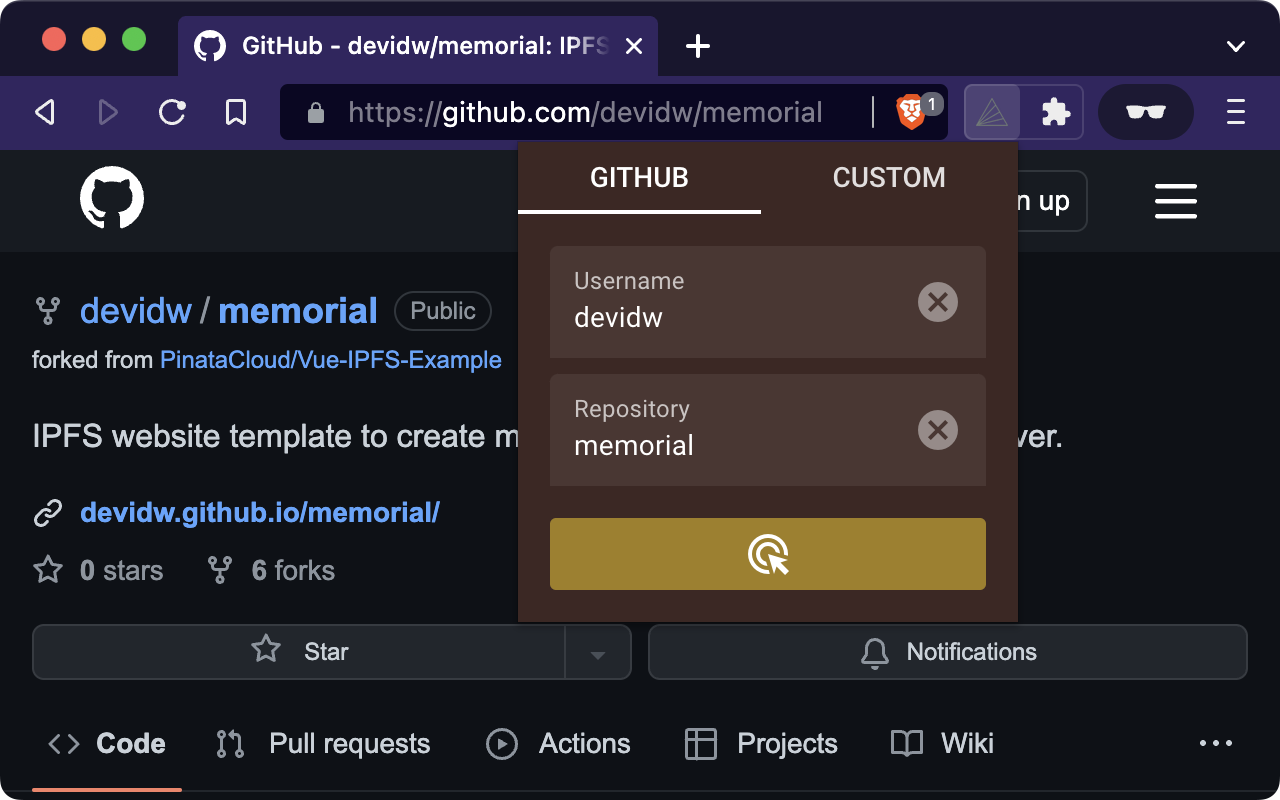 GitHub - devidw/memorial: IPFS
https://github.com/devidw/memorial
1
GITHUB
CUSTOM
n up
Username
devidw
devidw / memorial
Public
forked from PinataCloud/Vue-IPFS-Example
Repository
memorial
IPFS website template to create m
ver.
devidw.github.io/memorial/
0 stars
6 forks
Star
Notifications
Code
Pull requests
Actions
Projects
Wiki